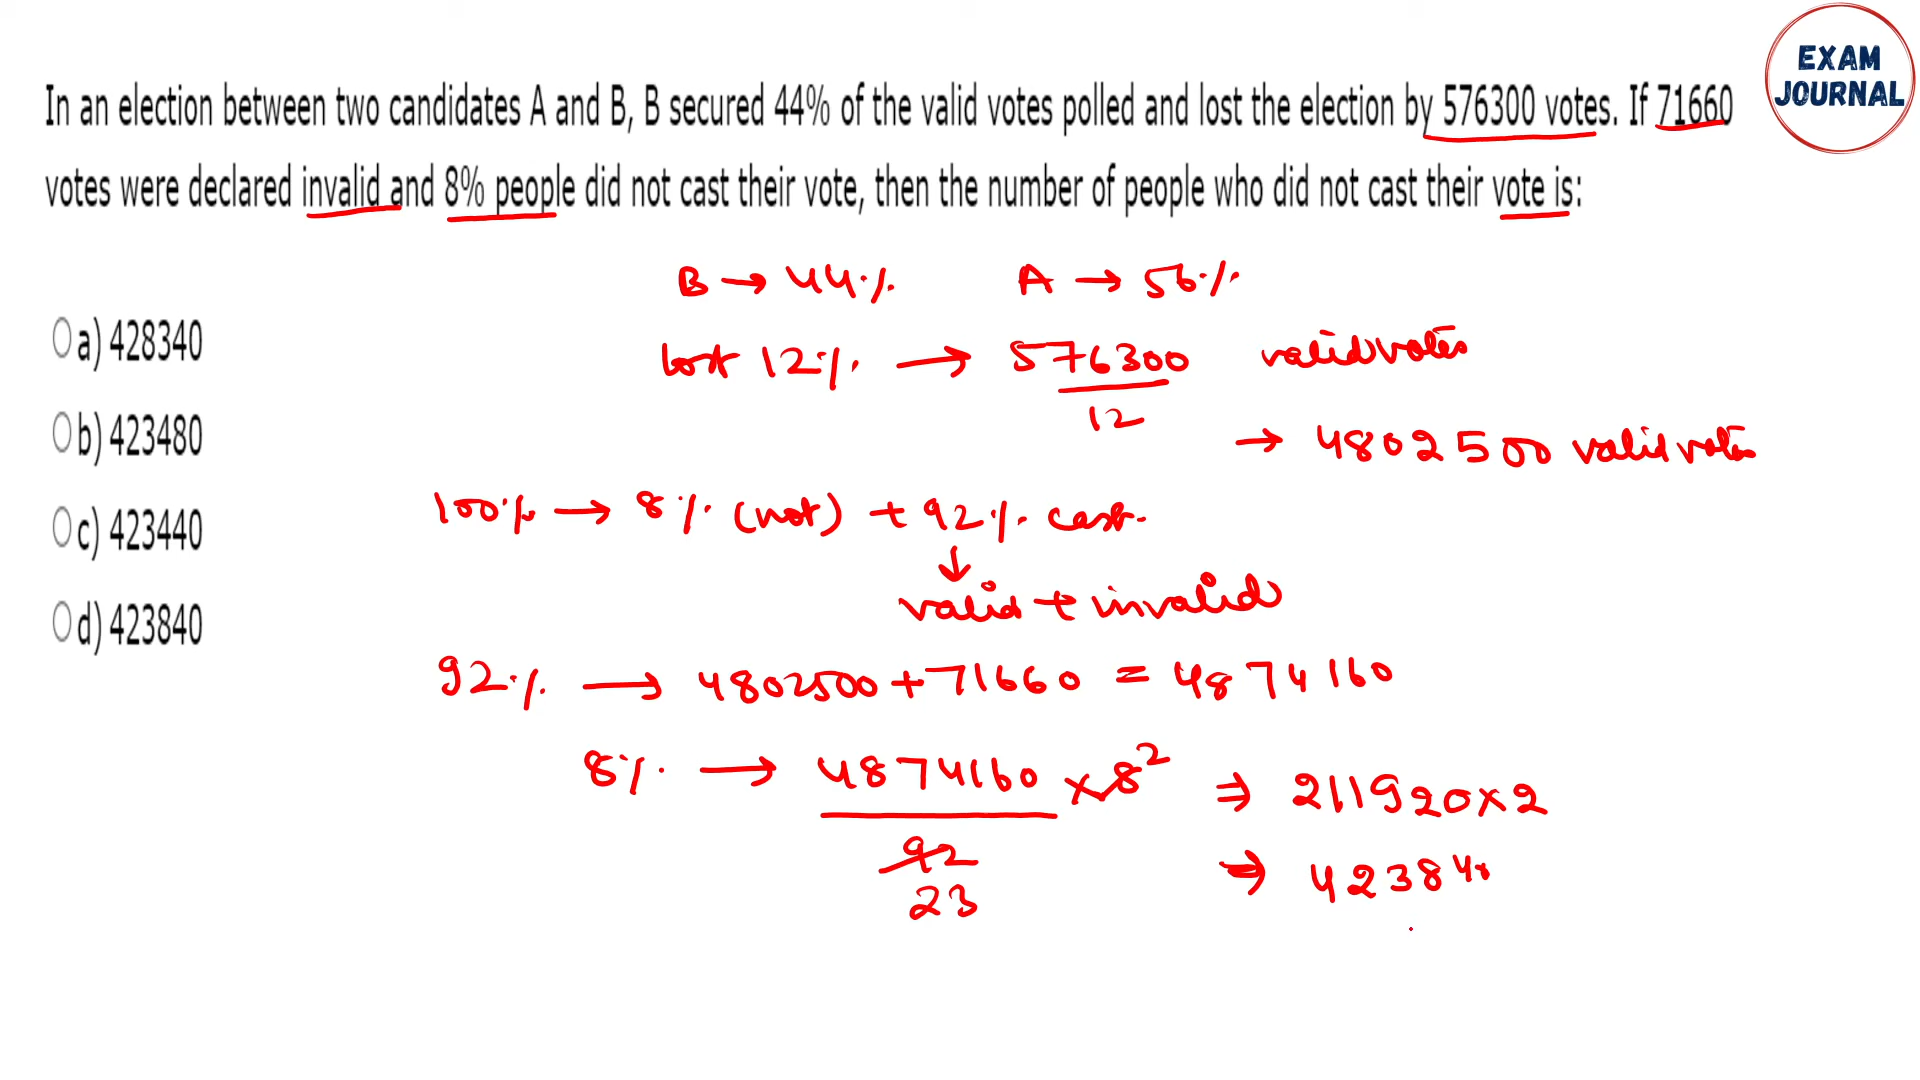 EXAM
JOURNAL
In an election between two candidates A and B, B secured 44% of the valid votes polled and lost the election by 576300 votes. If 71660
votes were declared invalid and 8% people did not cast their vote, then the number of people who did not cast their vote is:
B → 44% A → 56%
a) 428340
lost 12% → 576300 valid votes
12
b) 423480
→ 4802500 valid votes
100% → 8% (not) + 92% cast.
c) 423440
↓
valid + invalid
d) 423840
92% → 4802500 + 71660 = 4874160
8% → 4874160 × 8 2 ⇒ 211920 × 2
92
23
⇒ 423840